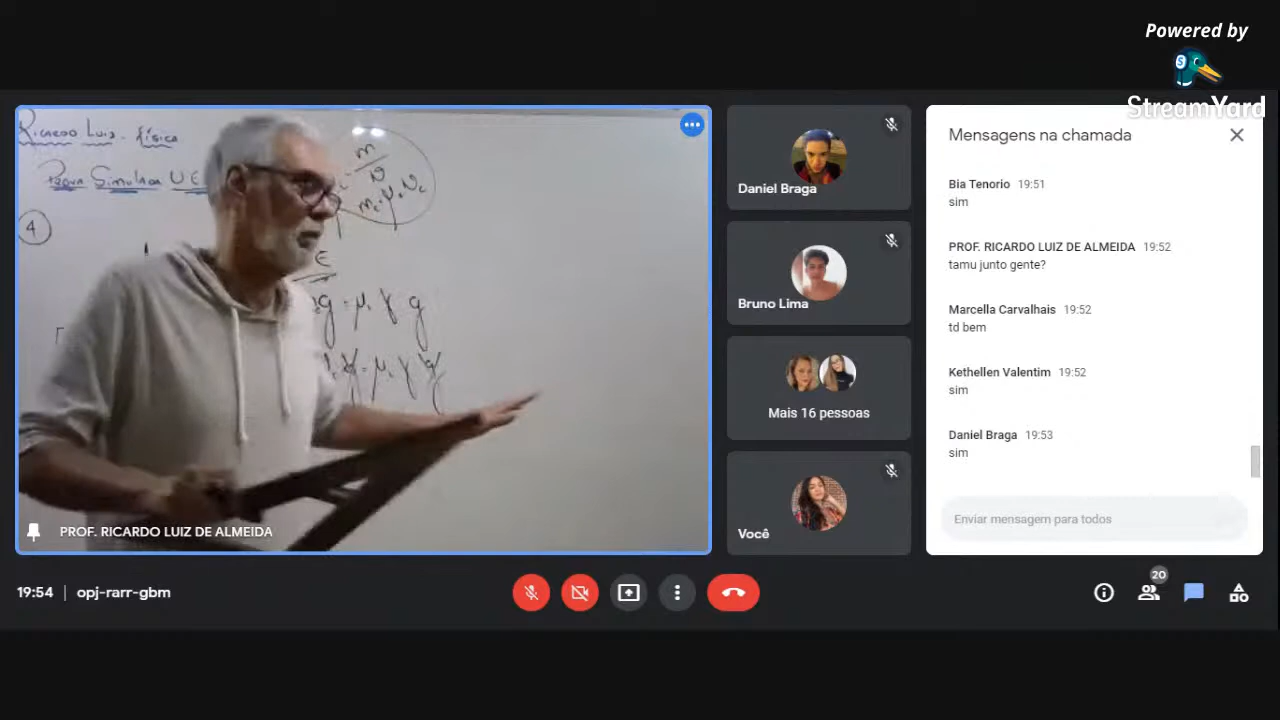 Powered by
StreamYard
Ricardo Luis - Física
Prova Simulada UE
4
m
E
Daniel Braga
Bruno Lima
Mais 16 pessoas
Você
PROF. RICARDO LUIZ DE ALMEIDA
Mensagens na chamada
Bia Tenorio 19:51
sim
PROF. RICARDO LUIZ DE ALMEIDA 19:52
tamu junto gente?
Marcella Carvalhais 19:52
td bem
Kethellen Valentim 19:52
sim
Daniel Braga 19:53
sim
Enviar mensagem para todos
19:54 | opj-rarr-gbm
20